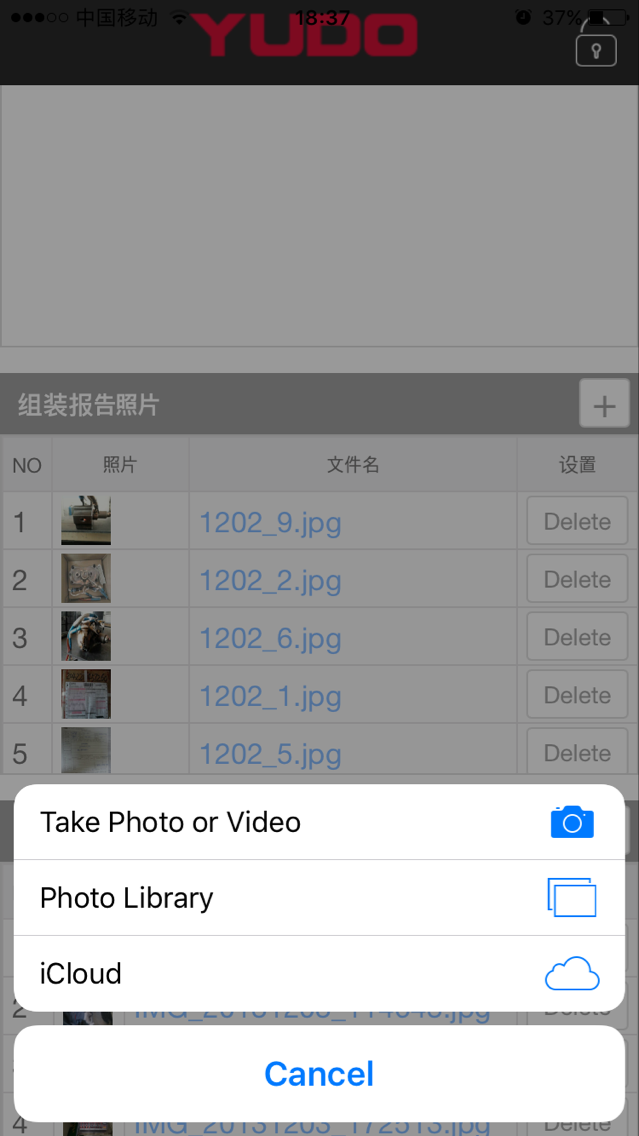 中国移动 18:37 37%
YUDO
组装报告照片
NO 照片 文件名 设置
1 1202_9.jpg Delete
2 1202_2.jpg Delete
3 1202_6.jpg Delete
4 1202_1.jpg Delete
5 1202_5.jpg Delete
Take Photo or Video
Photo Library
iCloud
2 Delete
Cancel
4 IMG_20131203_172513.jpg Delete